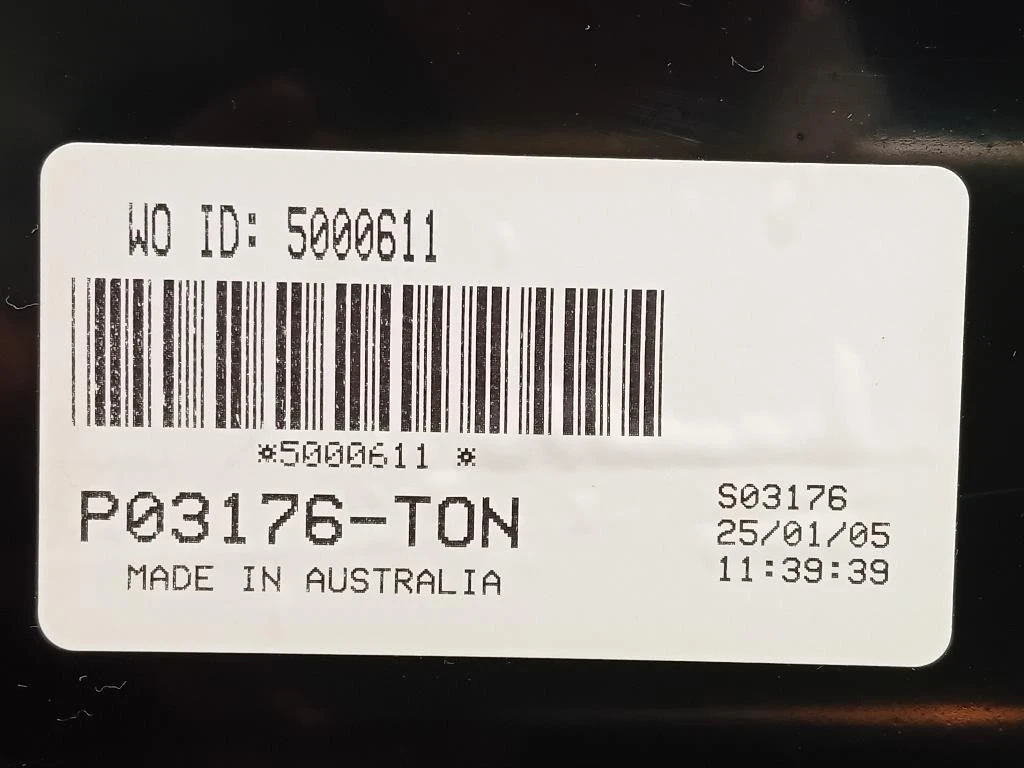 WO ID: 5000611
*5000611 *
P03176-TON
MADE IN AUSTRALIA
S03176
25/01/05
11:39:39